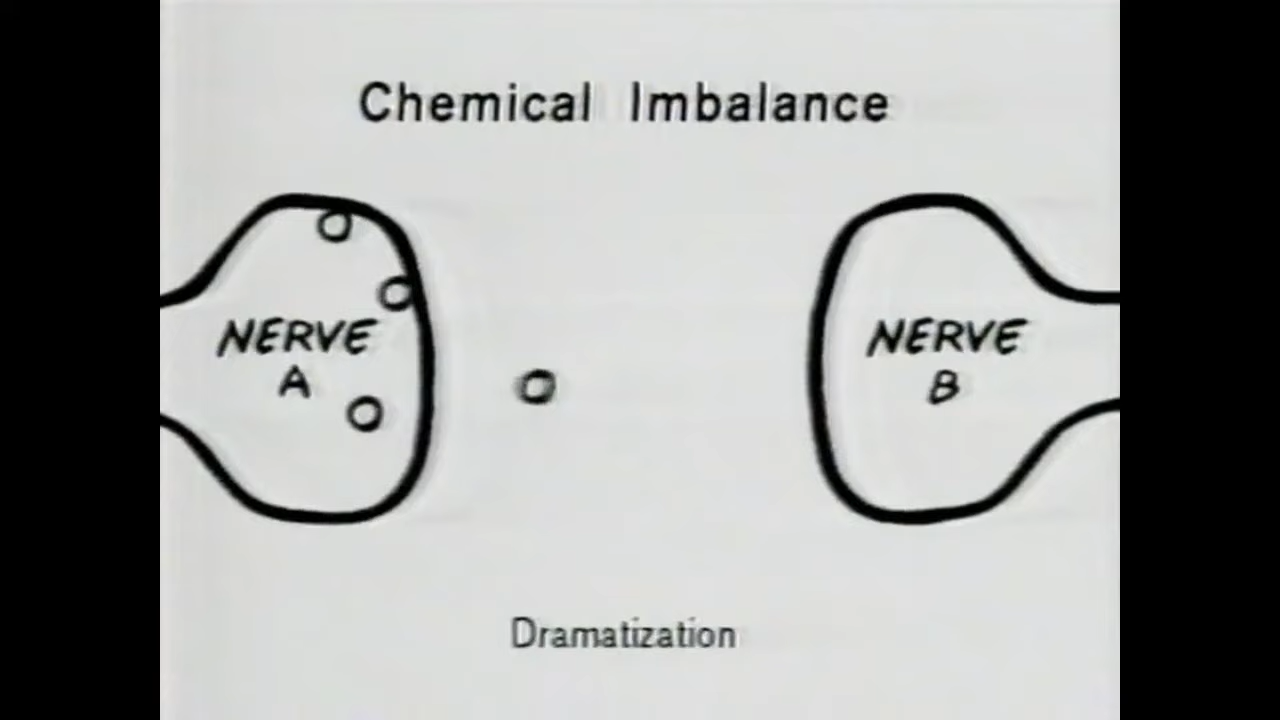 Chemical Imbalance
NERVE
A
NERVE
B
Dramatization